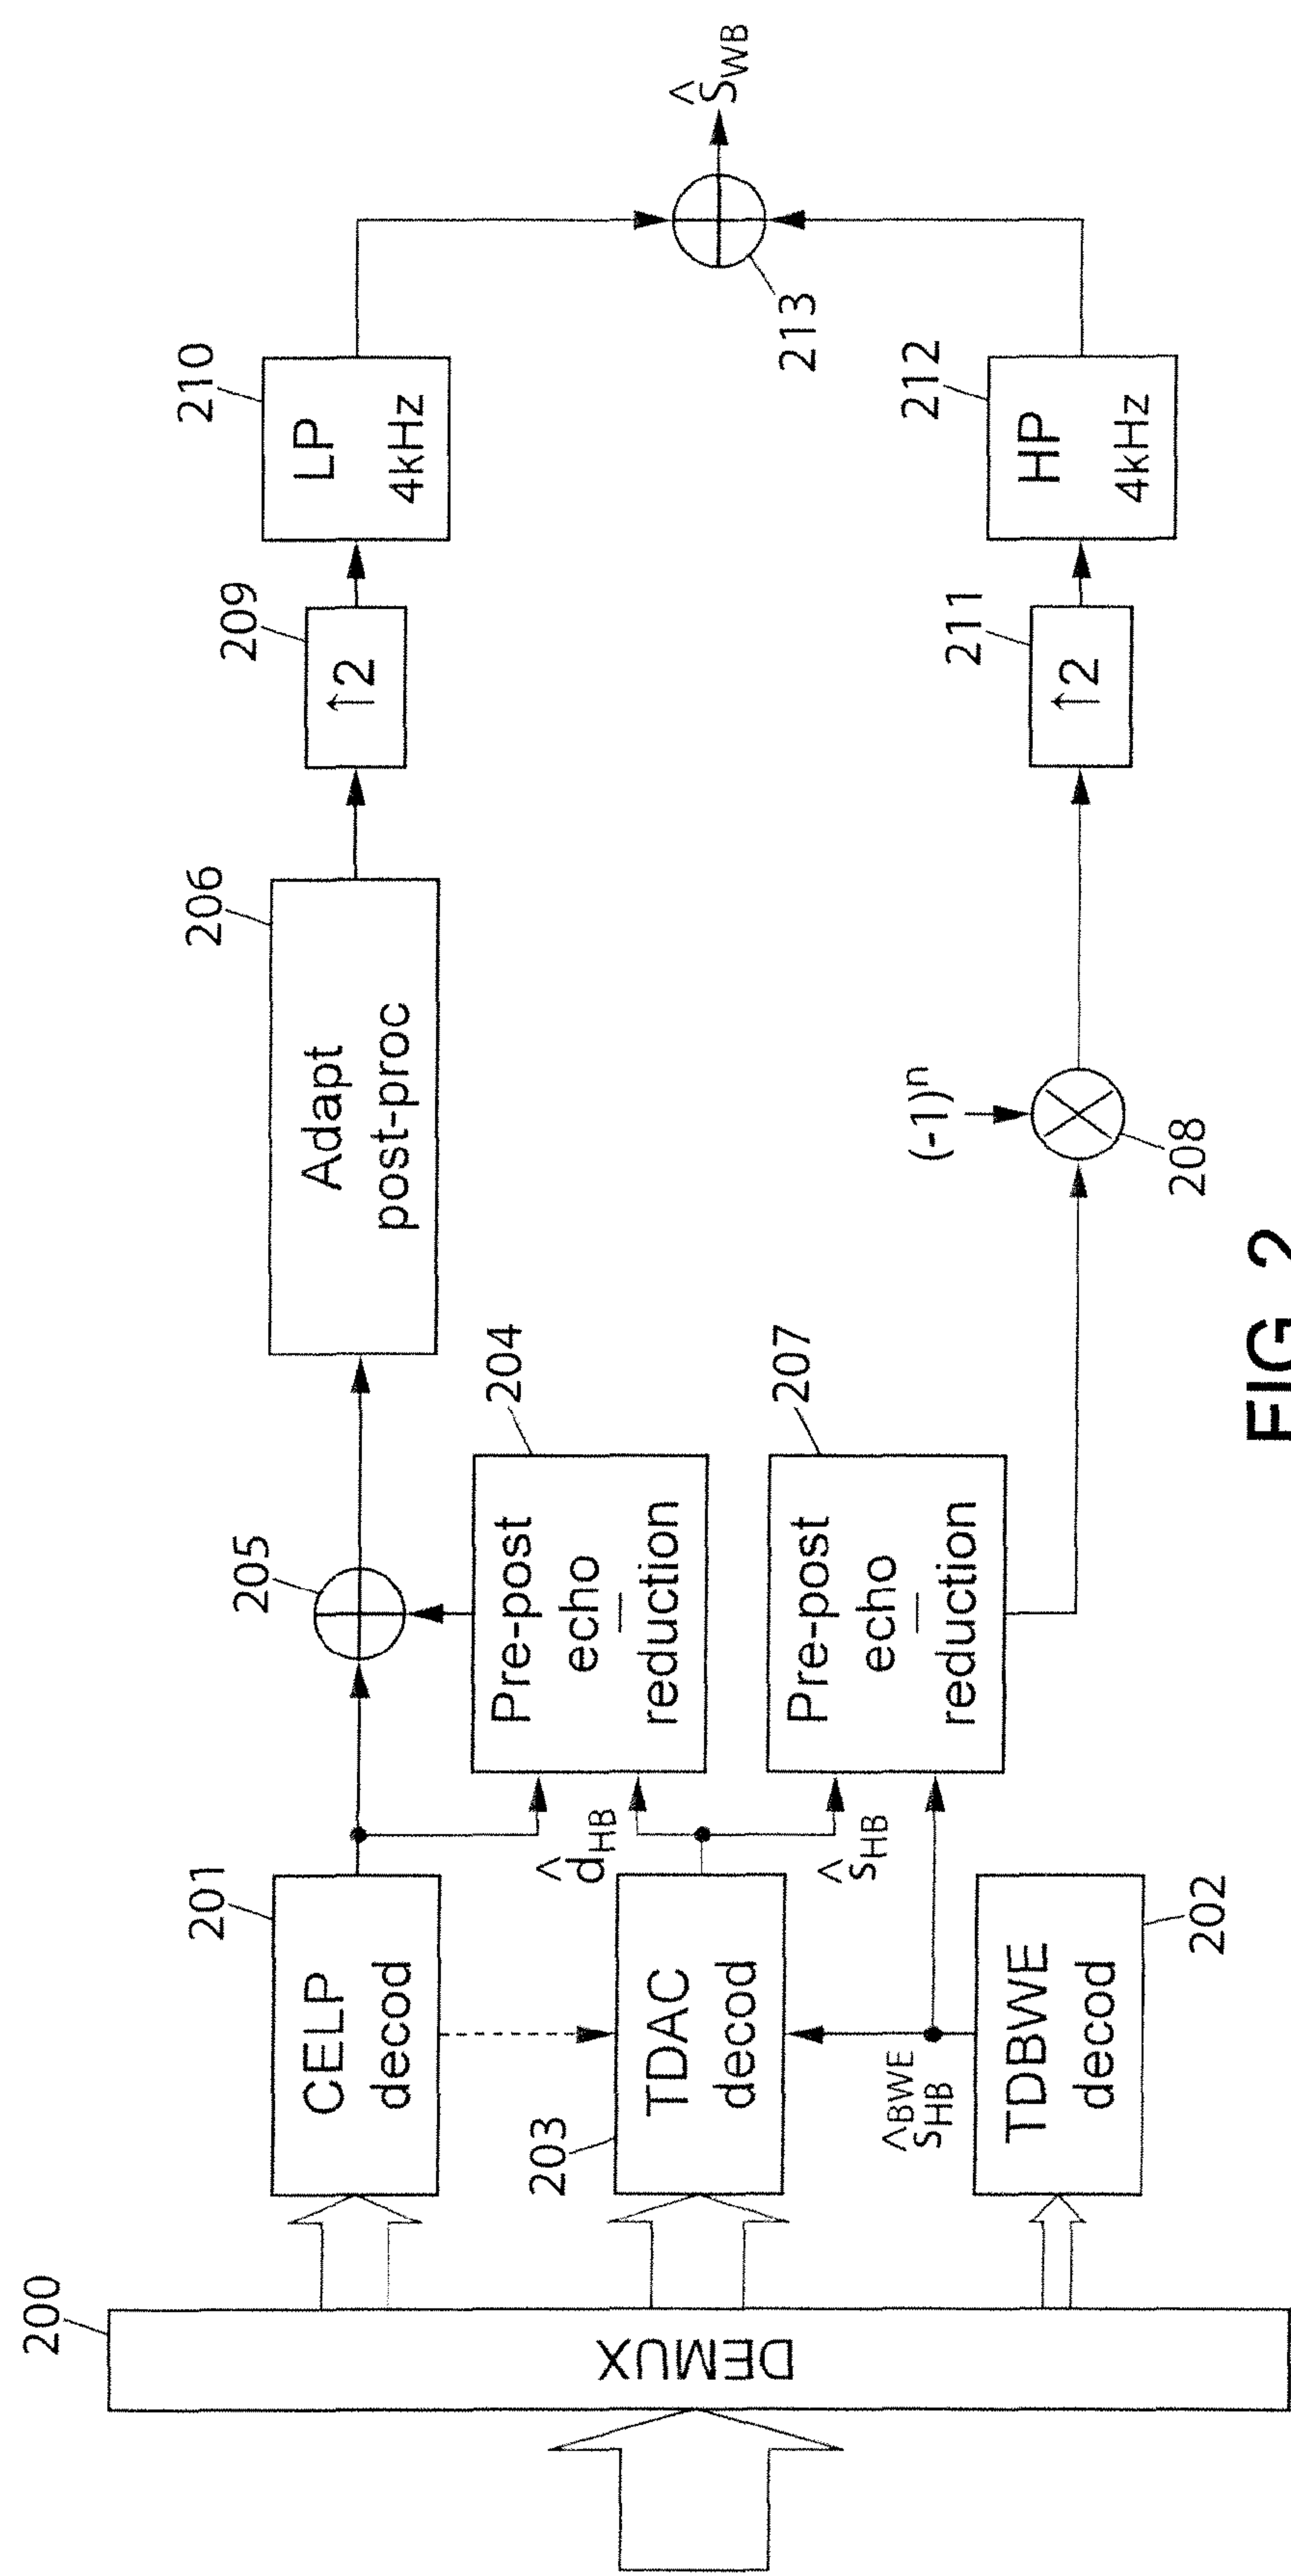 200
DEMUX
201
CELP
decod
203
TDAC
decod
202
TDBWE
decod
ŝ_HB^BWE
d̂_HB
ŝ_HB
205
204
Pre-post
echo
reduction
207
Pre-post
echo
reduction
206
Adapt
post-proc
(-1)^n
208
209
↑2
211
↑2
210
LP
4kHz
212
HP
4kHz
213
Ŝ_WB
FIG. 2